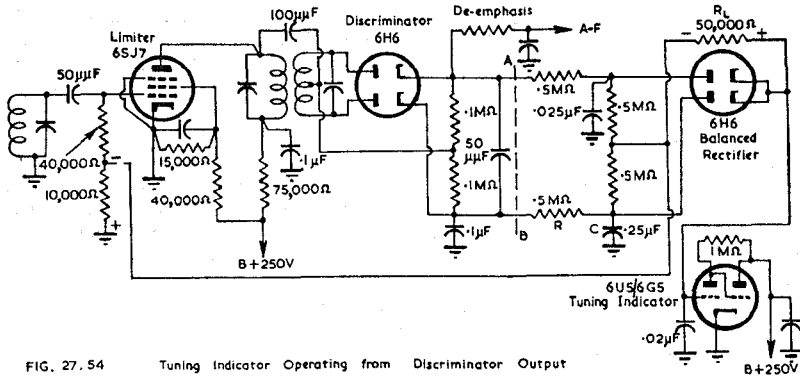 100µµF
De-emphasis
R_L
50,000Ω
Limiter
6SJ7
Discriminator
6H6
A-F
- +
50µµF
A
.5MΩ
.025µF
.5MΩ
6H6
Balanced
Rectifier
.1MΩ
50
µµF
.1MΩ
15,000Ω
.1µF
40,000Ω
-
10,000Ω
+
40,000Ω
75,000Ω
.5MΩ
.5MΩ
.1µF
B
R
C
.25µF
B+250V
1MΩ
6U5/6G5
Tuning Indicator
.02µF
B+250V
FIG. 27.54 Tuning Indicator Operating from Discriminator Output